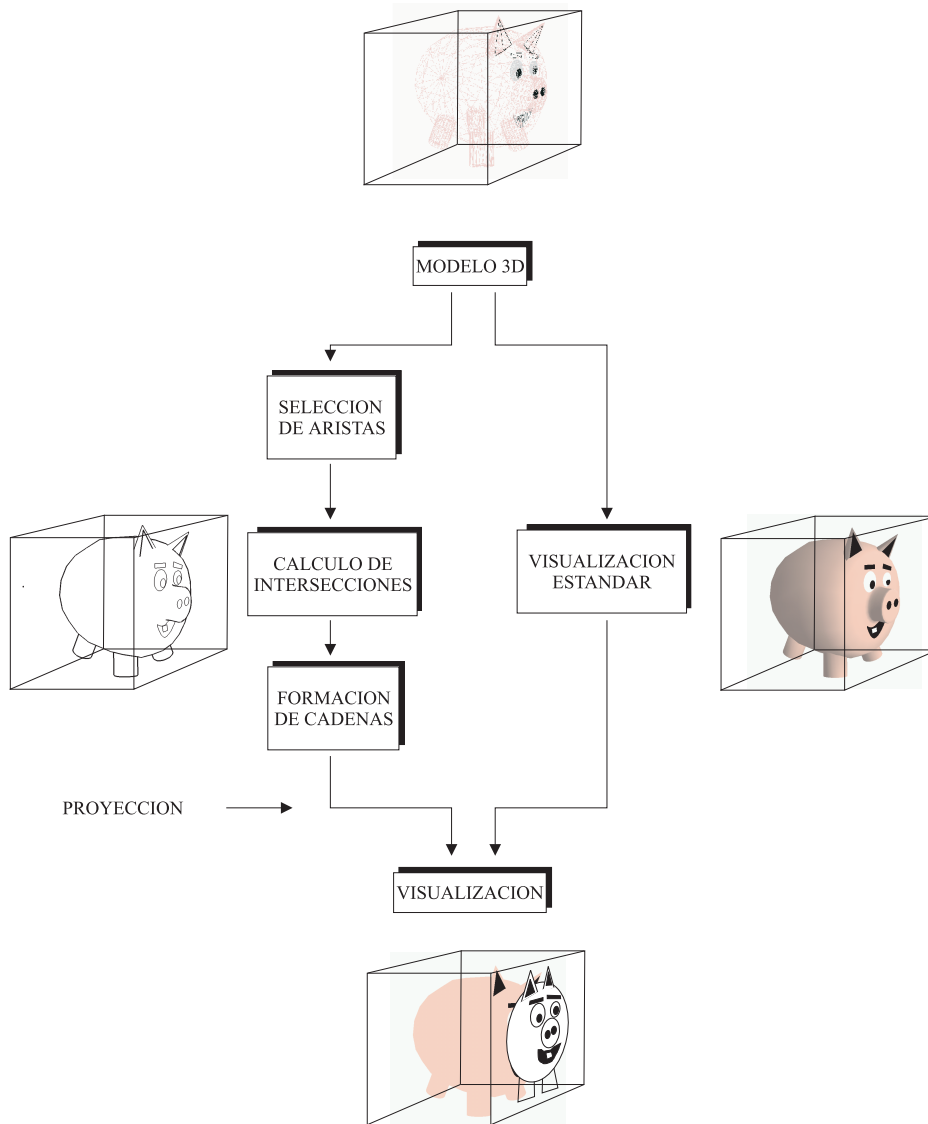 MODELO 3D
SELECCION
DE ARISTAS
CALCULO DE
INTERSECCIONES
VISUALIZACION
ESTANDAR
FORMACION
DE CADENAS
PROYECCION
VISUALIZACION